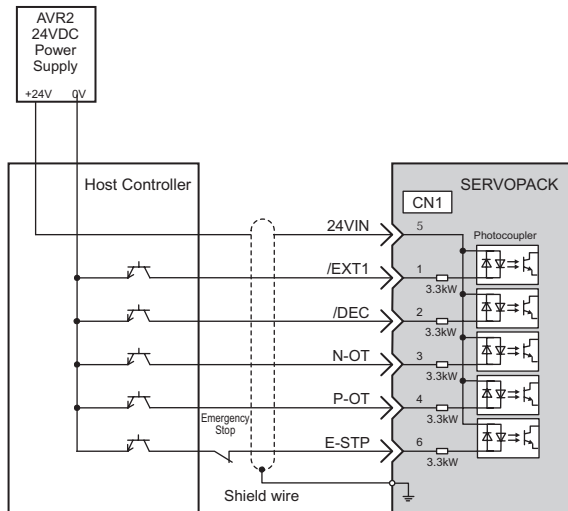 AVR2
24VDC
Power
Supply
+24V 0V
Host Controller
SERVOPACK
CN1
24VIN 5
Photocoupler
/EXT1 1
3.3kW
/DEC 2
3.3kW
N-OT 3
3.3kW
P-OT 4
3.3kW
Emergency
Stop
E-STP 6
3.3kW
Shield wire